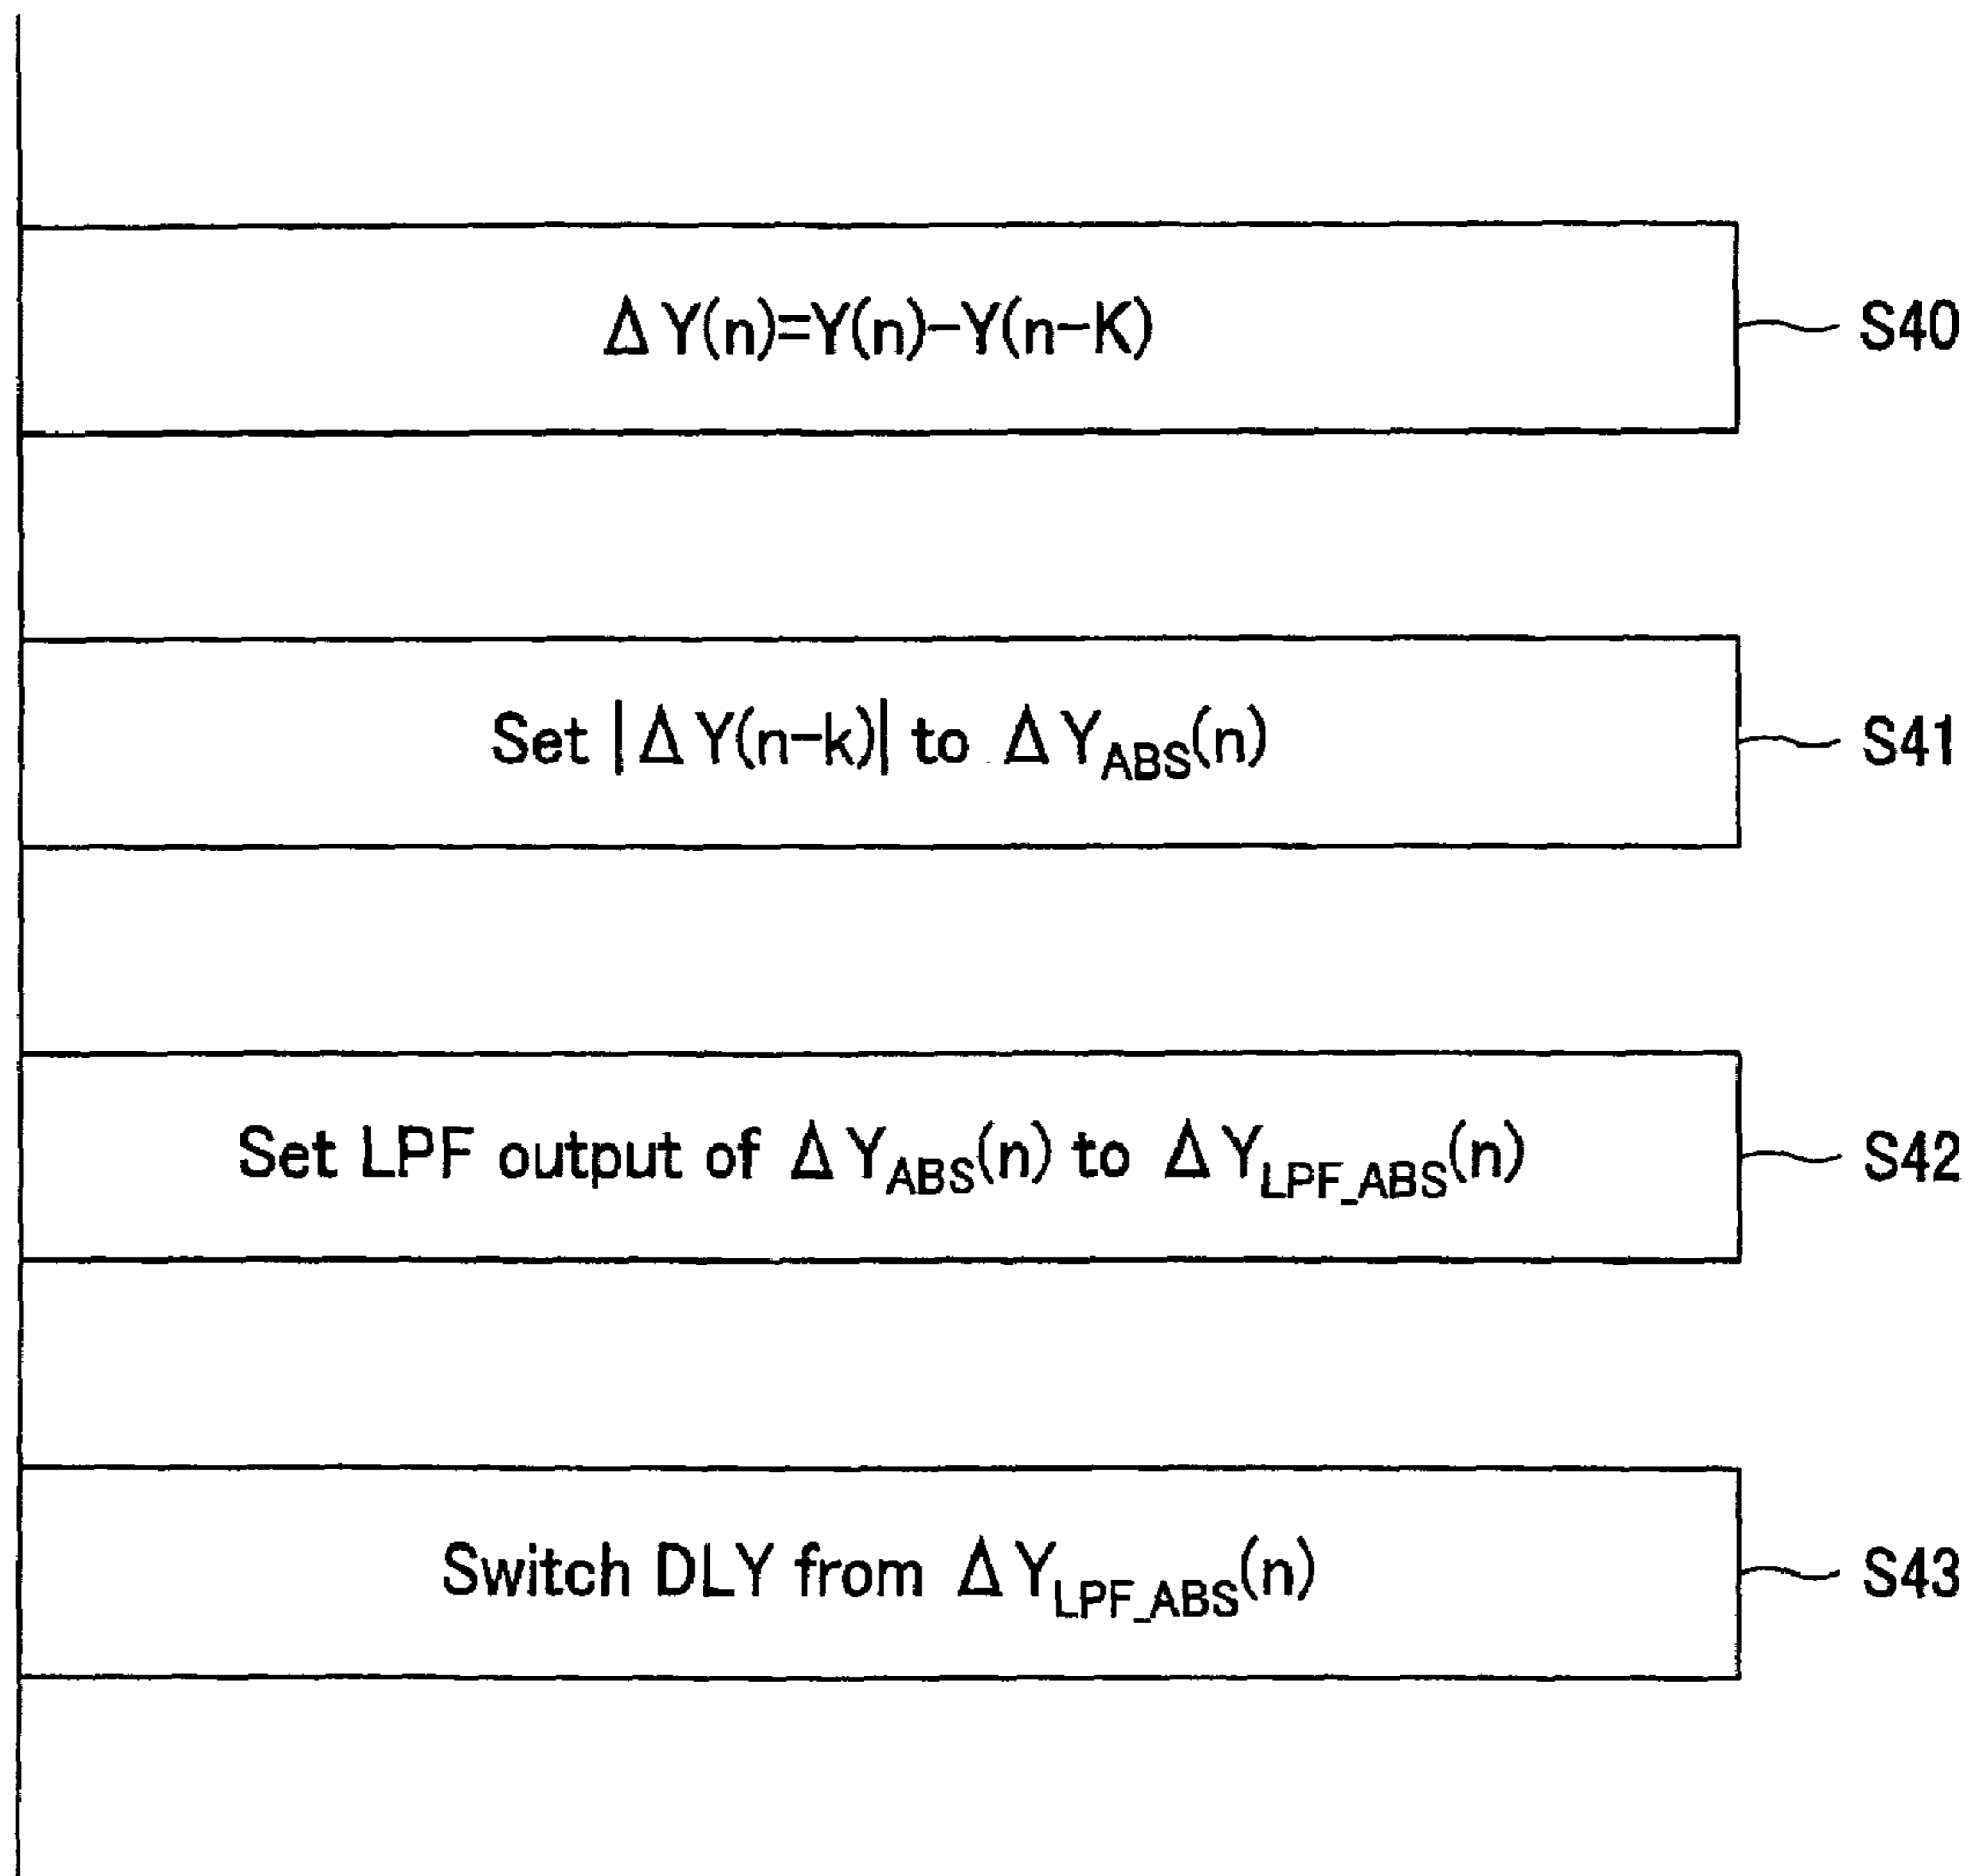 ΔY(n)=Y(n)-Y(n-K) S40
Set |ΔY(n-k)| to ΔY_ABS(n) S41
Set LPF output of ΔY_ABS(n) to ΔY_LPF_ABS(n) S42
Switch DLY from ΔY_LPF_ABS(n) S43